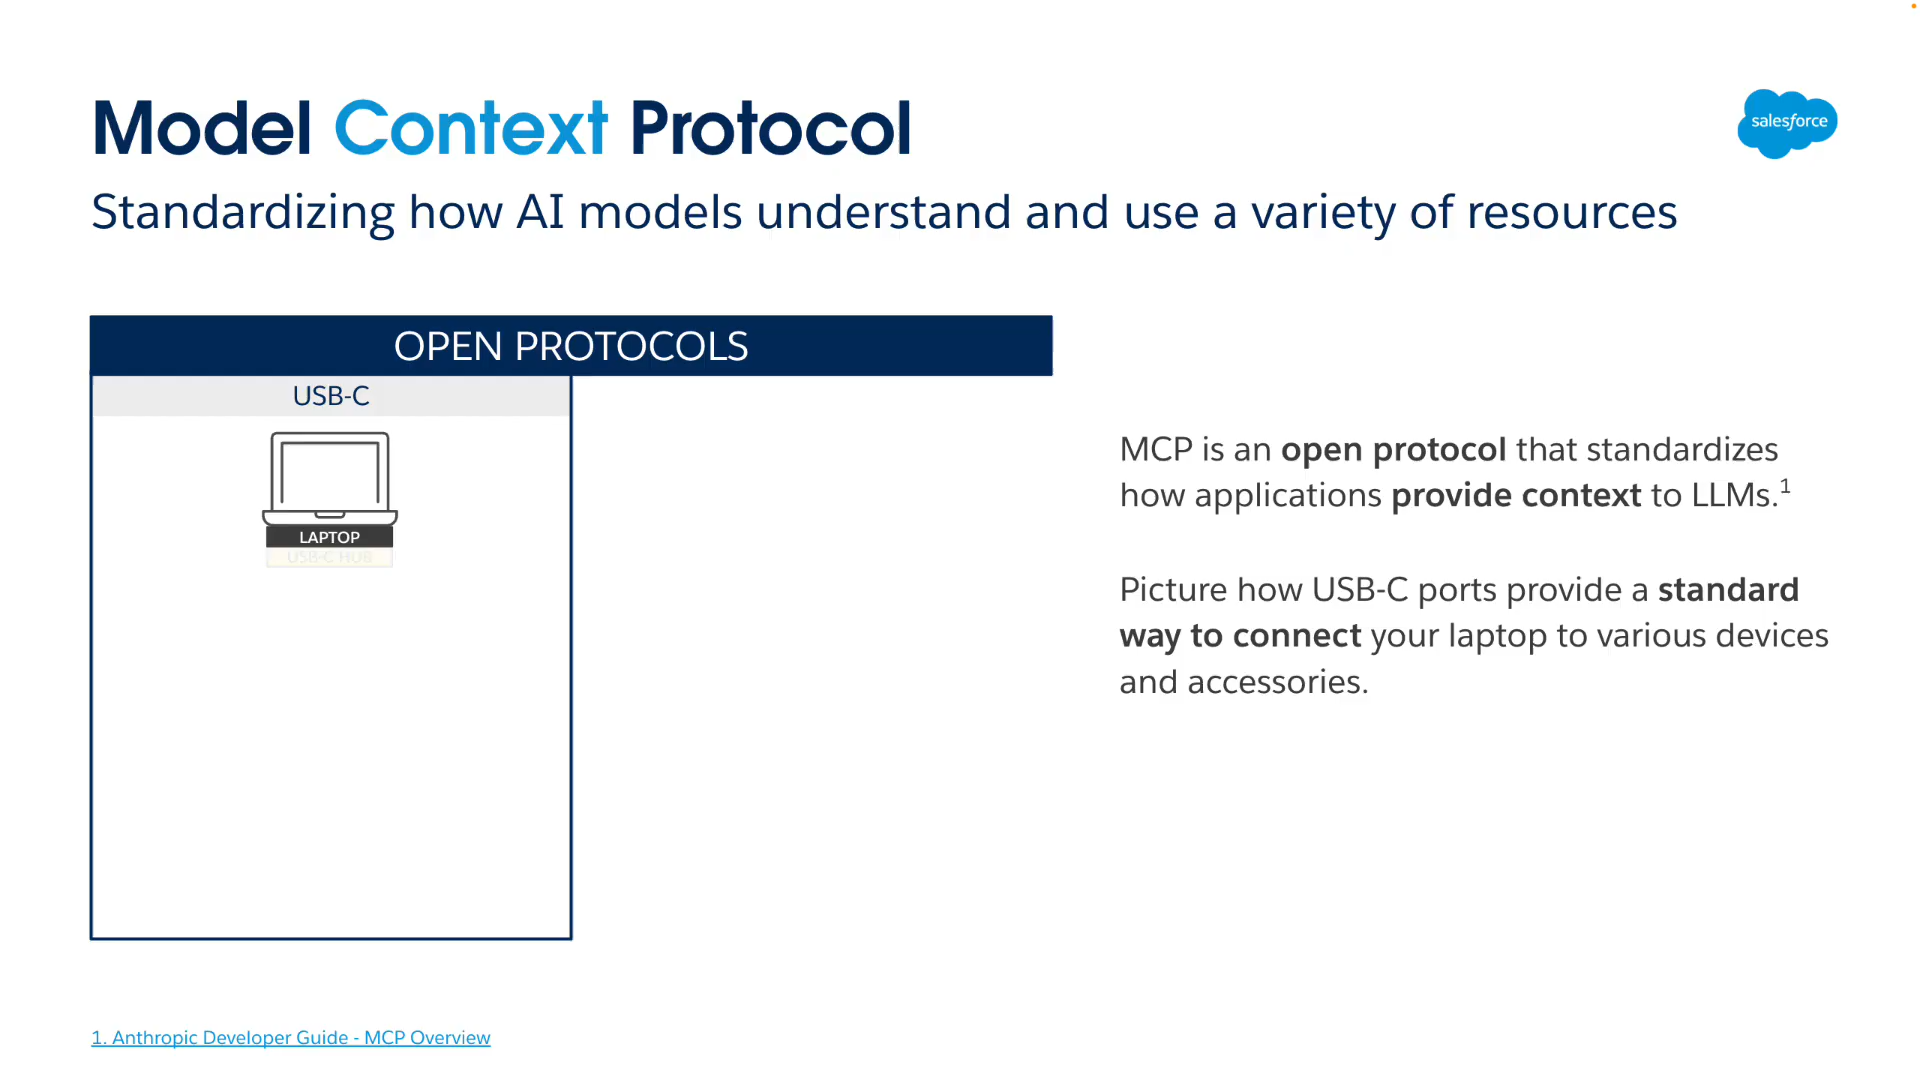 Model Context Protocol
salesforce
Standardizing how AI models understand and use a variety of resources
OPEN PROTOCOLS
USB-C
LAPTOP
USB-C HUB
MCP is an open protocol that standardizes
how applications provide context to LLMs.1
Picture how USB-C ports provide a standard
way to connect your laptop to various devices
and accessories.
1. Anthropic Developer Guide - MCP Overview